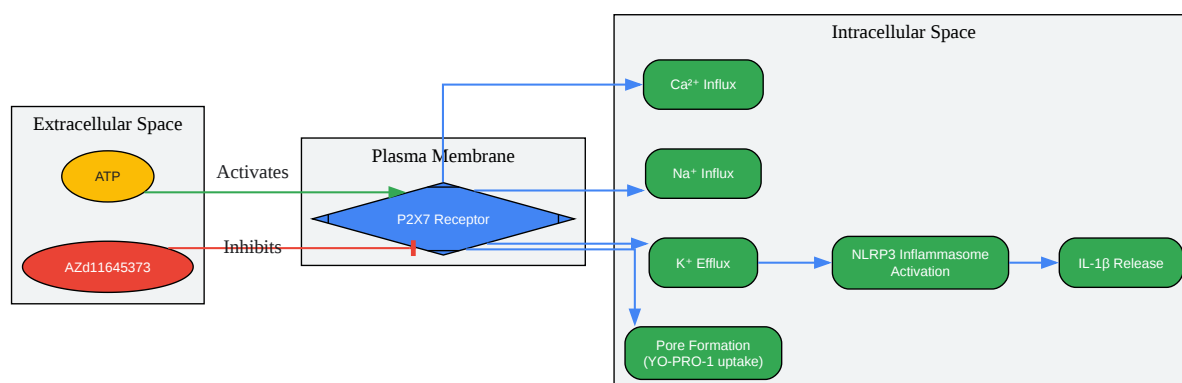 Intracellular Space
Ca²⁺ Influx
Extracellular Space
Plasma Membrane
ATP
Activates
Na⁺ Influx
P2X7 Receptor
AZd11645373
Inhibits
K⁺ Efflux
NLRP3 Inflammasome
Activation
IL-1β Release
Pore Formation
(YO-PRO-1 uptake)